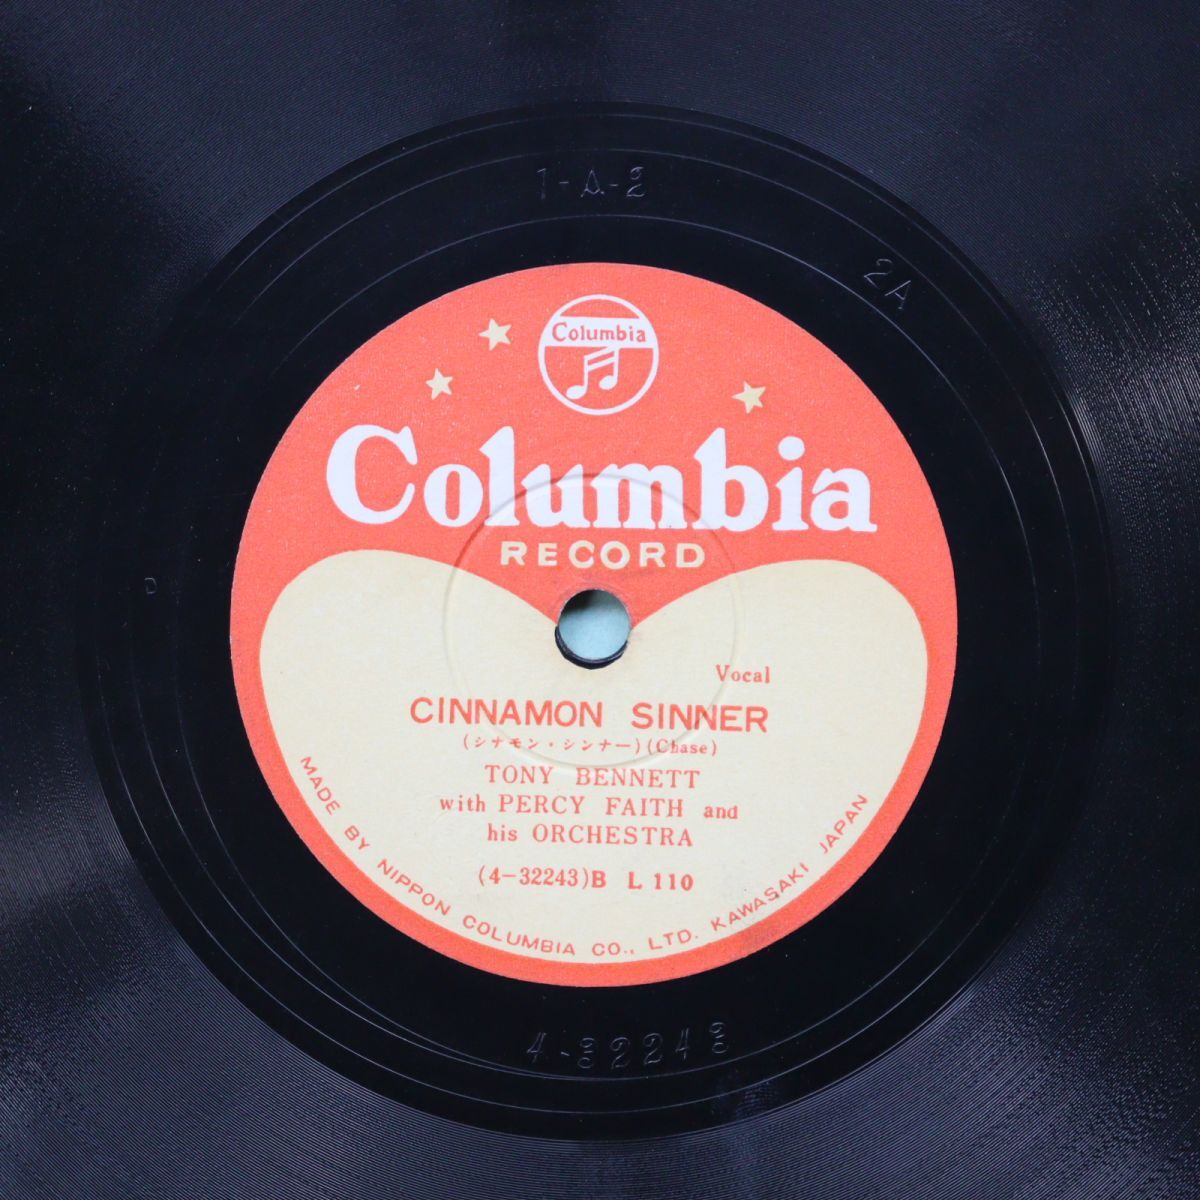 1-A-2
2A
Columbia
Columbia
RECORD
D
Vocal
CINNAMON SINNER
(シナモン・シンナー)(Chase)
TONY BENNETT
with PERCY FAITH and
his ORCHESTRA
(4-32243)B L 110
MADE BY NIPPON COLUMBIA CO., LTD. KAWASAKI JAPAN
4-32243